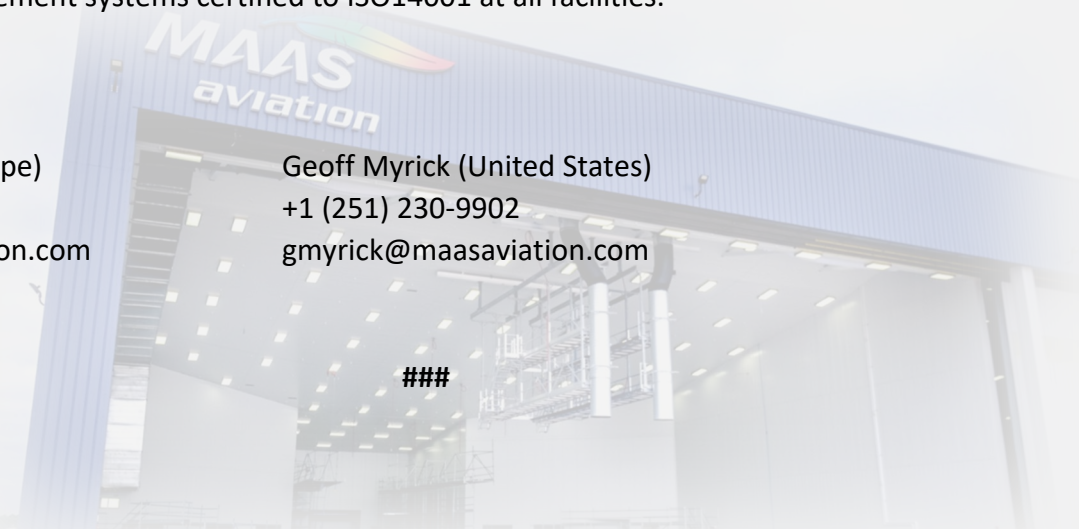 ement systems certified to ISO14001 at all facilities.
MAAS
aviation
pe) Geoff Myrick (United States)
+1 (251) 230-9902
on.com gmyrick@maasaviation.com
###